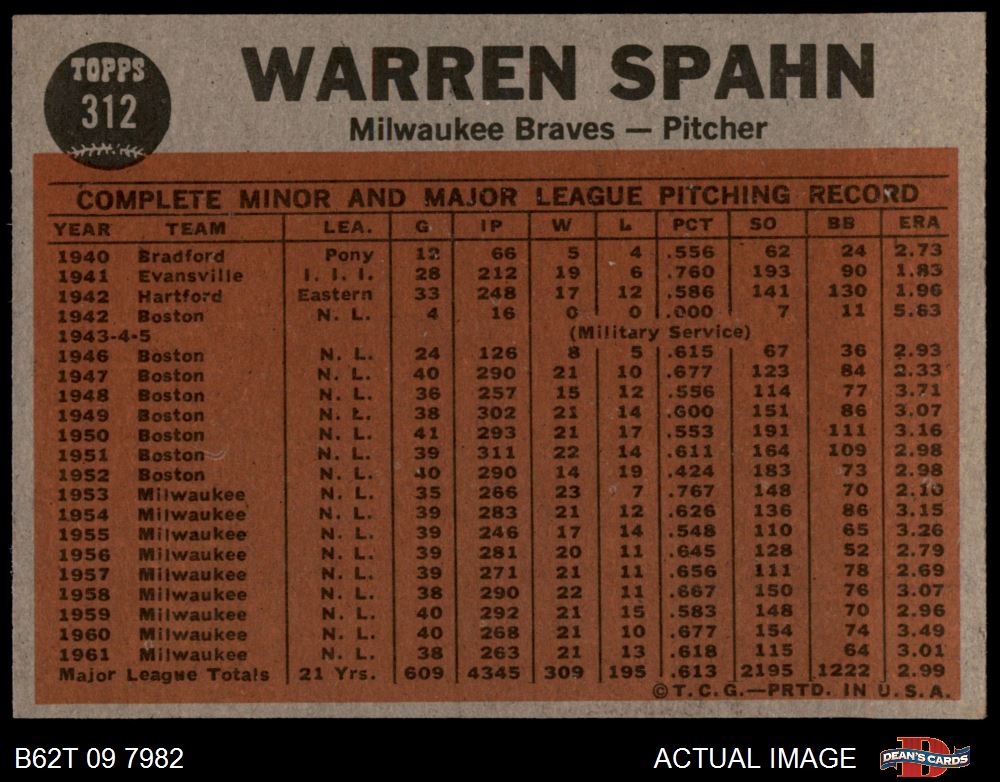 TOPPS
312
WARREN SPAHN
Milwaukee Braves — Pitcher
COMPLETE MINOR AND MAJOR LEAGUE PITCHING RECORD
YEAR TEAM LEA. G IP W L PCT SO BB ERA
1940 Bradford Pony 12 66 5 4 .556 62 24 2.73
1941 Evansville I. I. I. 28 212 19 6 .760 193 90 1.83
1942 Hartford Eastern 33 248 17 12 .586 141 130 1.96
1942 Boston N. L. 4 16 0 0 .000 7 11 5.63
1943-4-5 (Military Service)
1946 Boston N. L. 24 126 8 5 .615 67 36 2.93
1947 Boston N. L. 40 290 21 10 .677 123 84 2.33
1948 Boston N. L. 36 257 15 12 .556 114 77 3.71
1949 Boston N. L. 38 302 21 14 .600 151 86 3.07
1950 Boston N. L. 41 293 21 17 .553 191 111 3.16
1951 Boston N. L. 39 311 22 14 .611 164 109 2.98
1952 Boston N. L. 40 290 14 19 .424 183 73 2.98
1953 Milwaukee N. L. 35 266 23 7 .767 148 70 2.10
1954 Milwaukee N. L. 39 283 21 12 .626 136 86 3.15
1955 Milwaukee N. L. 39 246 17 14 .548 110 65 3.26
1956 Milwaukee N. L. 39 281 20 11 .645 128 52 2.79
1957 Milwaukee N. L. 39 271 21 11 .656 111 78 2.69
1958 Milwaukee N. L. 38 290 22 11 .667 150 76 3.07
1959 Milwaukee N. L. 40 292 21 15 .583 148 70 2.96
1960 Milwaukee N. L. 40 268 21 10 .677 154 74 3.49
1961 Milwaukee N. L. 38 263 21 13 .618 115 64 3.01
Major League Totals 21 Yrs. 609 4345 309 195 .613 2195 1222 2.99
©T.C.G.—PRTD. IN U.S.A.
B62T 09 7982 ACTUAL IMAGE DEAN'S CARDS